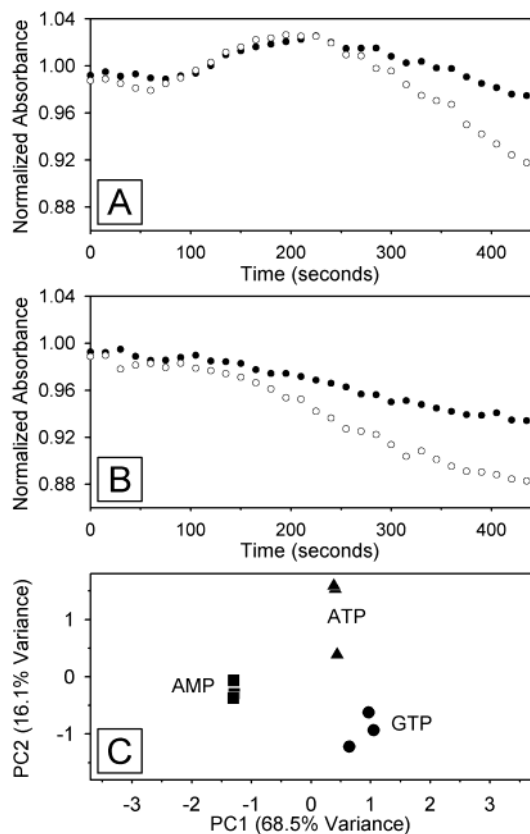 1.04
1.00
0.96
0.92
0.88
Normalized Absorbance
A
0 100 200 300 400
Time (seconds)
1.04
1.00
0.96
0.92
0.88
Normalized Absorbance
B
0 100 200 300 400
Time (seconds)
1
0
-1
PC2 (16.1% Variance)
ATP
AMP
GTP
C
-3 -2 -1 0 1 2 3
PC1 (68.5% Variance)